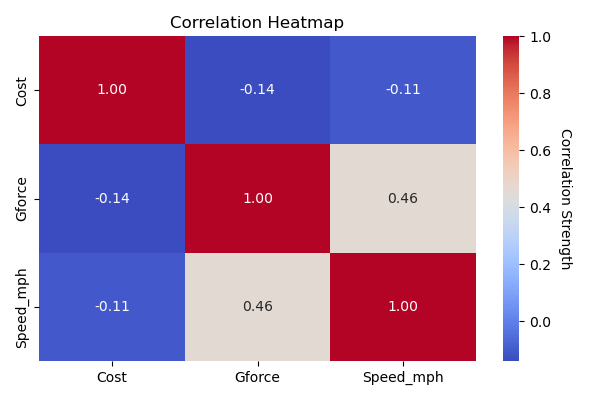 Correlation Heatmap
Cost
1.00
-0.14
-0.11
Gforce
-0.14
1.00
0.46
Speed_mph
-0.11
0.46
1.00
Cost
Gforce
Speed_mph
1.0
0.8
0.6
0.4
0.2
0.0
Correlation Strength